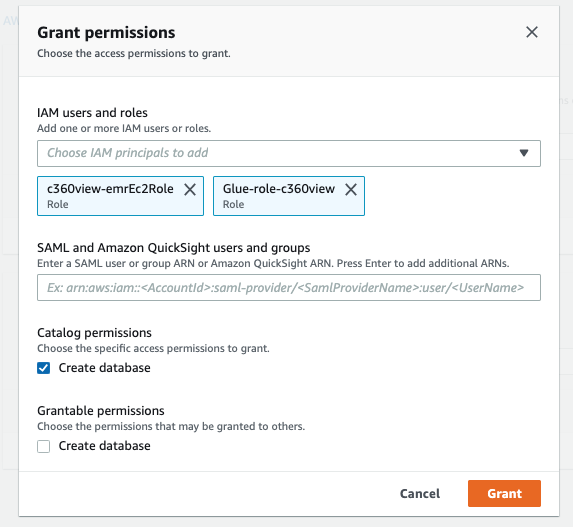 AW
Grant permissions
Choose the access permissions to grant.
IAM users and roles
Add one or more IAM users or roles.
Choose IAM principals to add
c360view-emrEc2Role
Role
Glue-role-c360view
Role
SAML and Amazon QuickSight users and groups
Enter a SAML user or group ARN or Amazon QuickSight ARN. Press Enter to add additional ARNs.
Ex: arn:aws:iam::<AccountId>:saml-provider/<SamlProviderName>:user/<UserName>
Catalog permissions
Choose the specific access permissions to grant.
Create database
Grantable permissions
Choose the permissions that may be granted to others.
Create database
Cancel
Grant